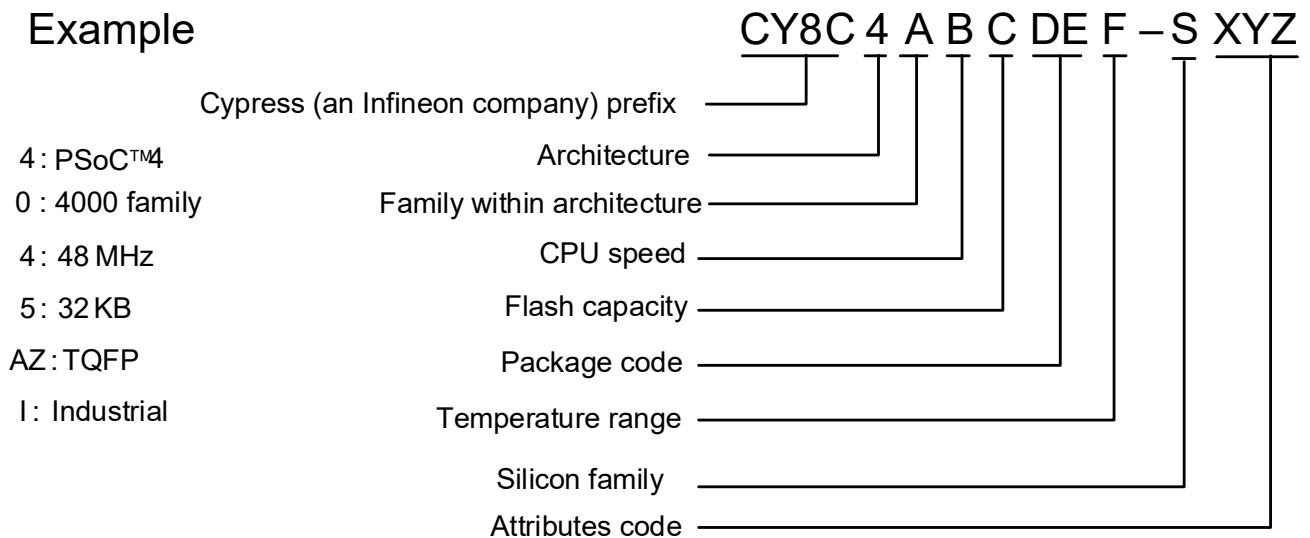 Example
CY8C 4 A B C DE F – S XYZ
Cypress (an Infineon company) prefix
4: PSoC™4 Architecture
0 : 4000 family Family within architecture
4: 48 MHz CPU speed
5: 32 KB Flash capacity
AZ: TQFP Package code
I: Industrial Temperature range
Silicon family
Attributes code